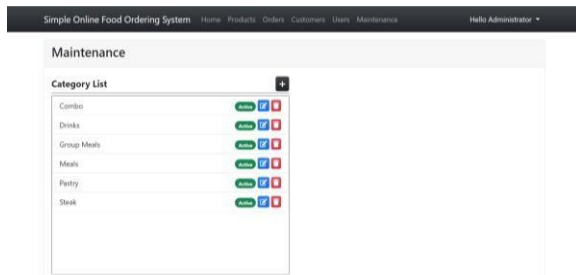 Simple Online Food Ordering System Home Products Orders Customers Users Maintenance Hello Administrator
Maintenance
Category List +
Combo Active
Drinks Active
Group Meals Active
Meals Active
Pastry Active
Steak Active